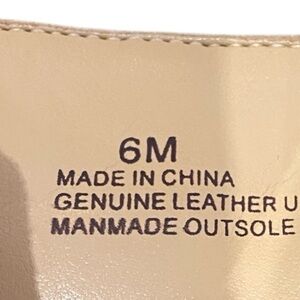 6M
MADE IN CHINA
GENUINE LEATHER U
MANMADE OUTSOLE